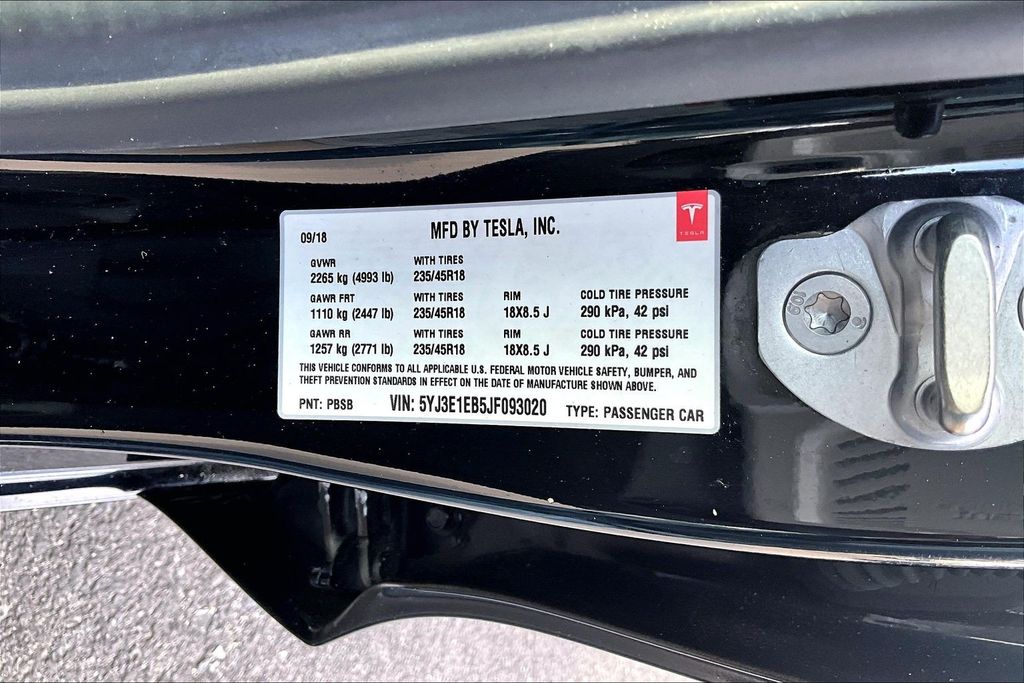 09/18 MFD BY TESLA, INC. TESLA
GVWR WITH TIRES
2265 kg (4993 lb) 235/45R18
GAWR FRT WITH TIRES RIM COLD TIRE PRESSURE
1110 kg (2447 lb) 235/45R18 18X8.5 J 290 kPa, 42 psi
GAWR RR WITH TIRES RIM COLD TIRE PRESSURE
1257 kg (2771 lb) 235/45R18 18X8.5 J 290 kPa, 42 psi
THIS VEHICLE CONFORMS TO ALL APPLICABLE U.S. FEDERAL MOTOR VEHICLE SAFETY, BUMPER, AND
THEFT PREVENTION STANDARDS IN EFFECT ON THE DATE OF MANUFACTURE SHOWN ABOVE.
PNT: PBSB VIN: 5YJ3E1EB5JF093020 TYPE: PASSENGER CAR